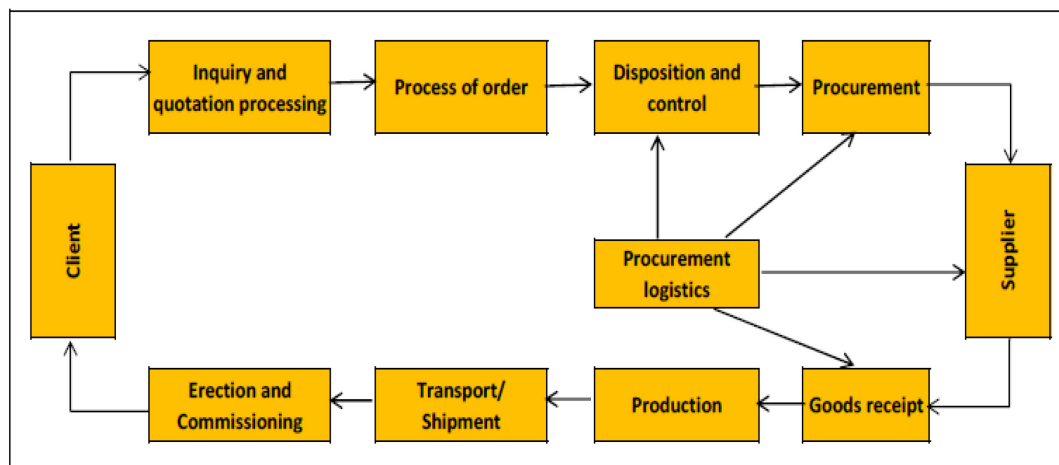 Inquiry and
quotation processing
Process of order
Disposition and
control
Procurement
Client
Procurement
logistics
Supplier
Erection and
Commissioning
Transport/
Shipment
Production
Goods receipt